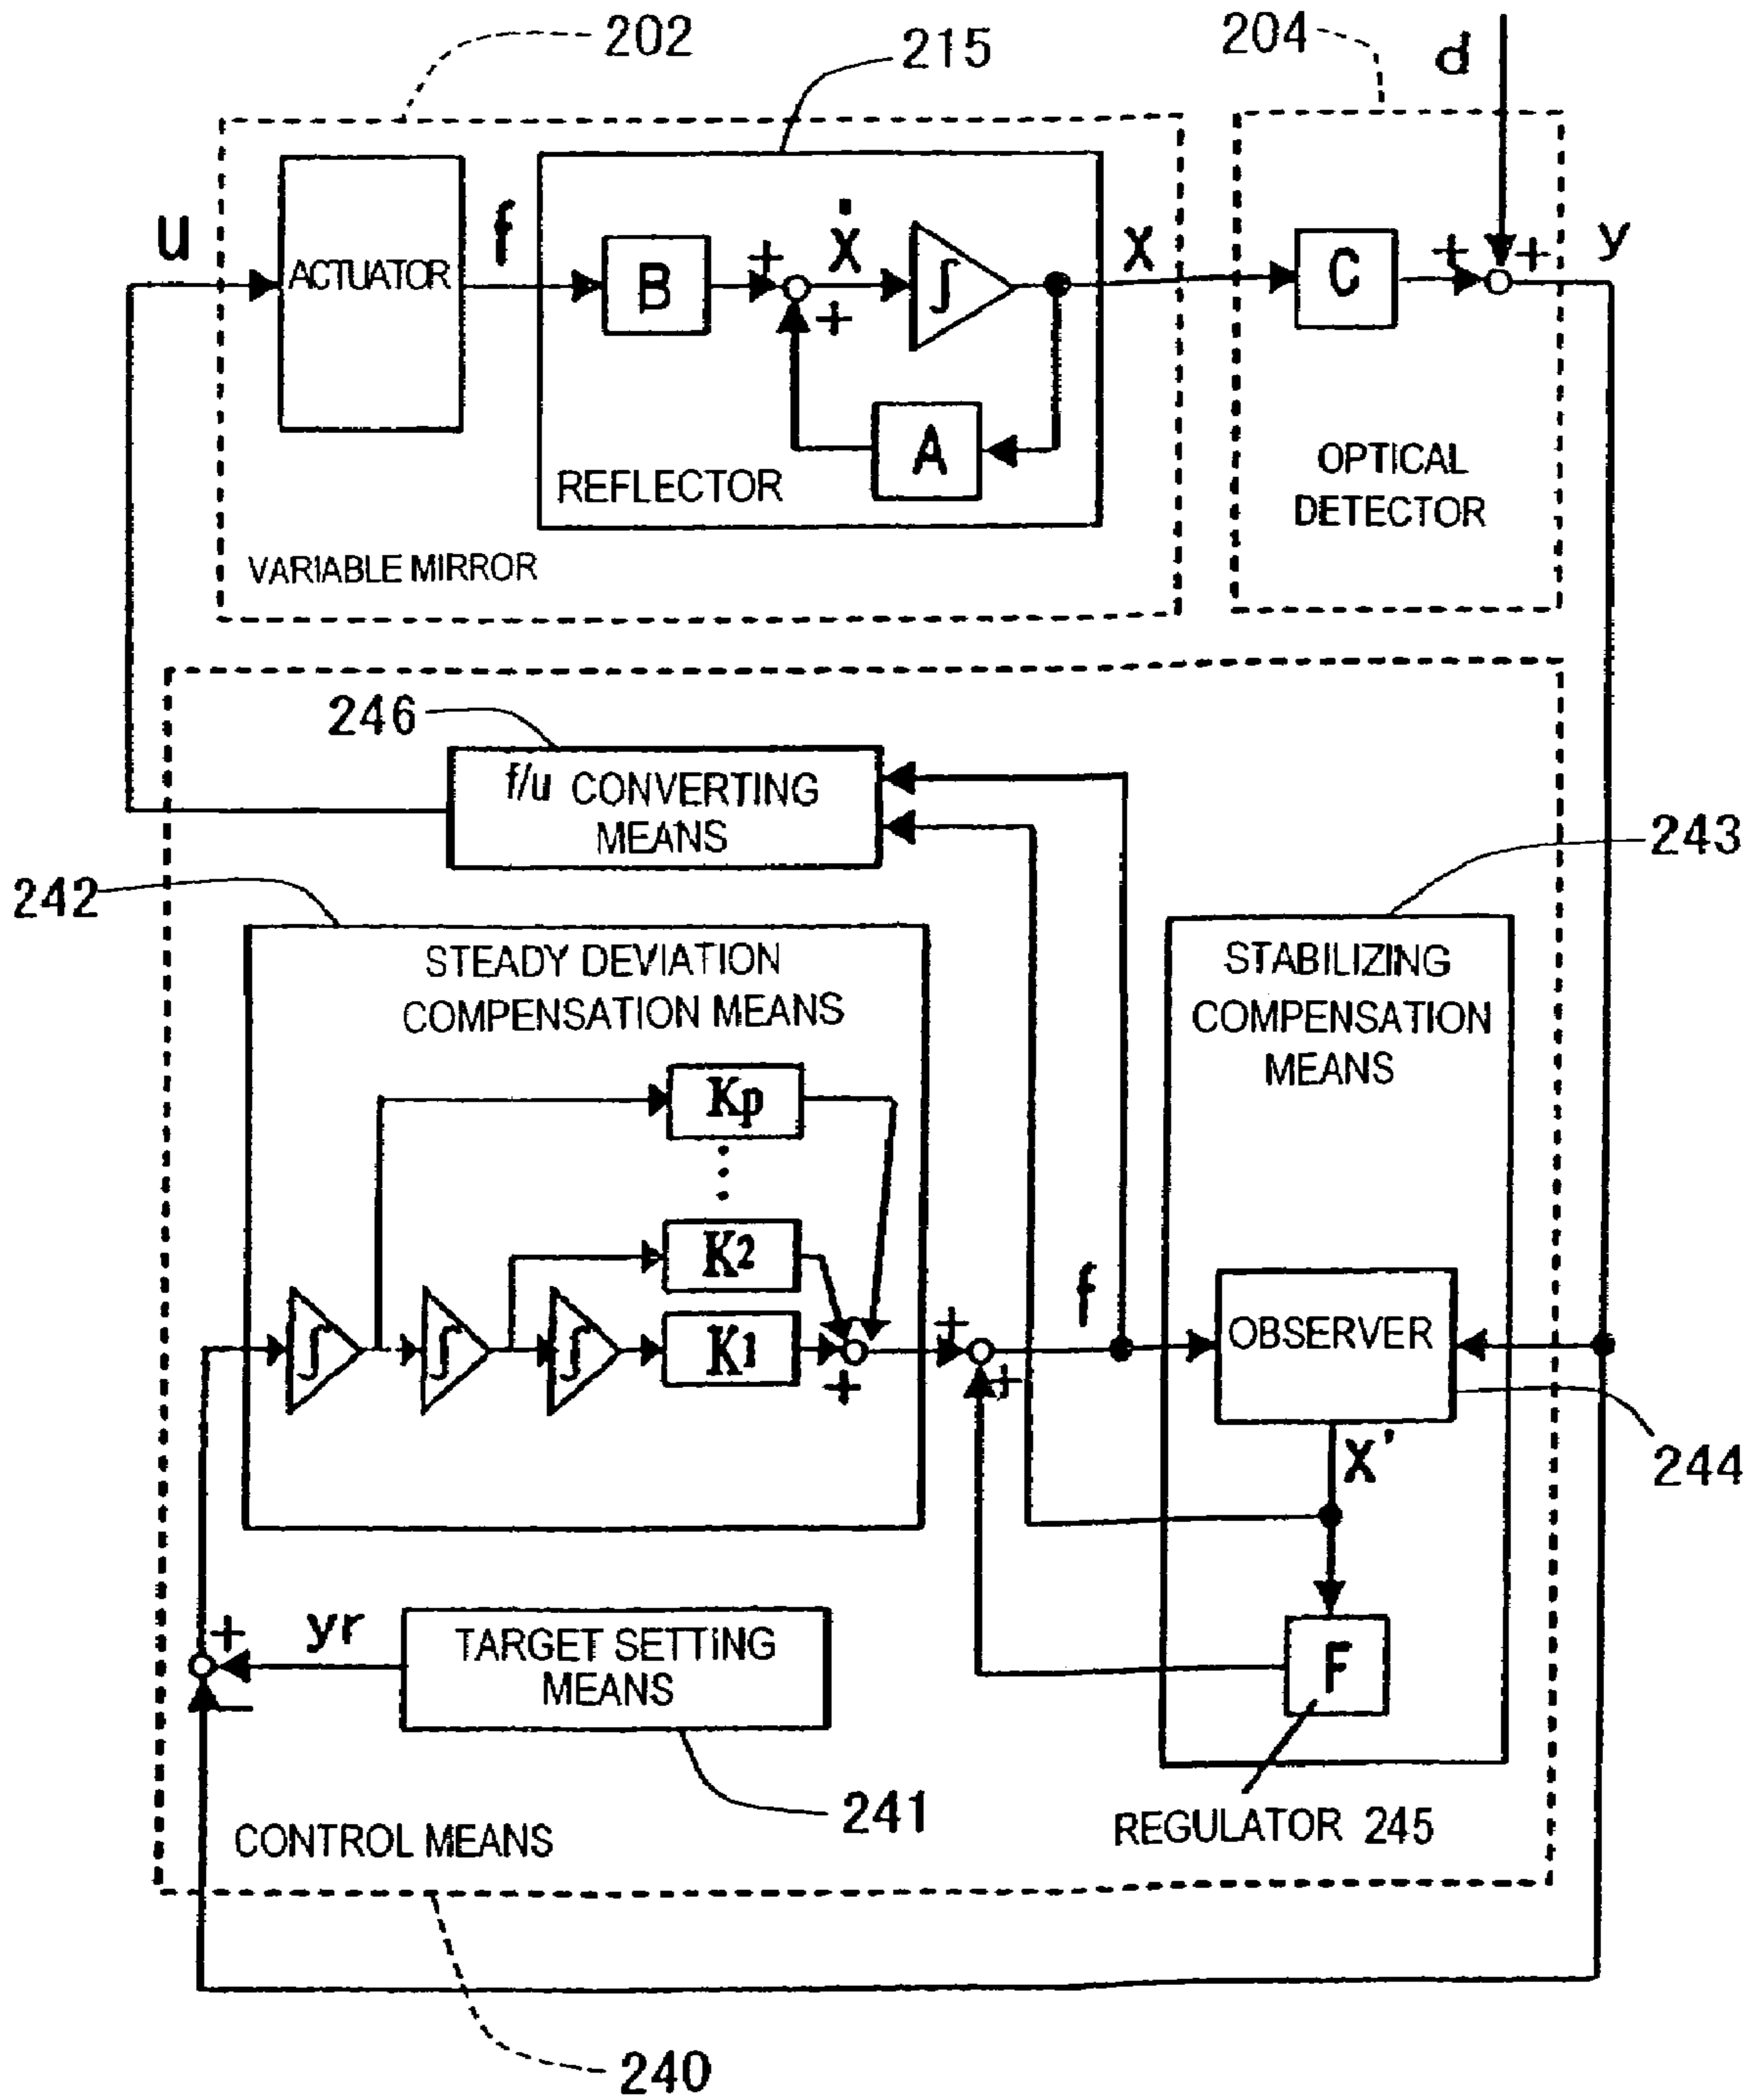 202
215
204
d
u
ACTUATOR
f
B
+
ẋ
+
∫
X
C
+
+
y
A
REFLECTOR
OPTICAL
DETECTOR
VARIABLE MIRROR
246
f/u CONVERTING
MEANS
243
242
STEADY DEVIATION
COMPENSATION MEANS
STABILIZING
COMPENSATION
MEANS
Kp
K2
∫
∫
∫
K1
+
+
+
f
OBSERVER
X'
244
yr
+
−
TARGET SETTING
MEANS
F
241
REGULATOR 245
CONTROL MEANS
240